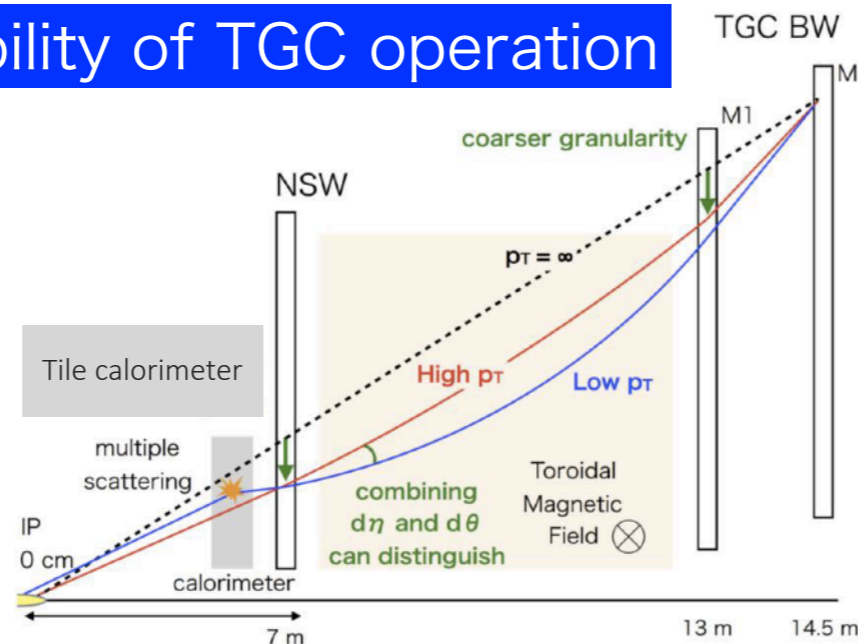 bility of TGC operation
TGC BW
M
M1
coarser granularity
NSW
pT = ∞
Tile calorimeter
High pT
Low pT
multiple
scattering
combining
dη and dθ
can distinguish
Toroidal
Magnetic
Field
IP
0 cm
calorimeter
7 m
13 m
14.5 m